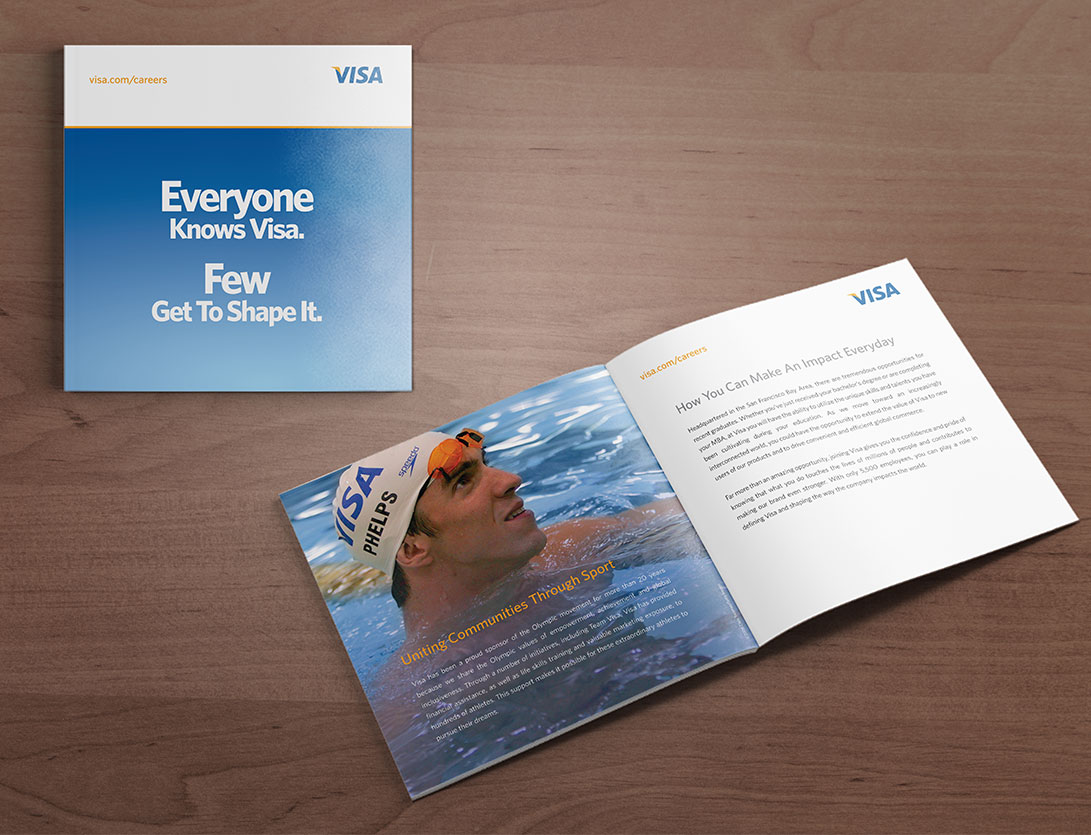 visa.com/careers
VISA
Everyone
Knows Visa.
Few
Get To Shape It.
VISA
PHELPS
speedo
Uniting Communities Through Sport
Visa has been a proud sponsor of the Olympic movement for more than 20 years
because we share the Olympic values of empowerment, achievement and global
inclusiveness. Through a number of initiatives, including Team Visa, Visa has provided
financial assistance, as well as life skills training and valuable marketing exposure, to
hundreds of athletes. This support makes it possible for these extraordinary athletes to
pursue their dreams.
visa.com/careers
VISA
How You Can Make An Impact Everyday
Headquartered in the San Francisco Bay Area, there are tremendous opportunities for
recent graduates. Whether you've just received your bachelor's degree or are completing
your MBA, at Visa you will have the ability to utilize the unique skills and talents you have
been cultivating during your education. As we move toward an increasingly
interconnected world, you could have the opportunity to extend the value of Visa to new
users of our products and to drive convenient and efficient global commerce.
Far more than an amazing opportunity, joining Visa gives you the confidence and pride of
knowing that what you do touches the lives of millions of people and contributes to
making our brand even stronger. With only 5,500 employees, you can play a role in
defining Visa and shaping the way the company impacts the world.